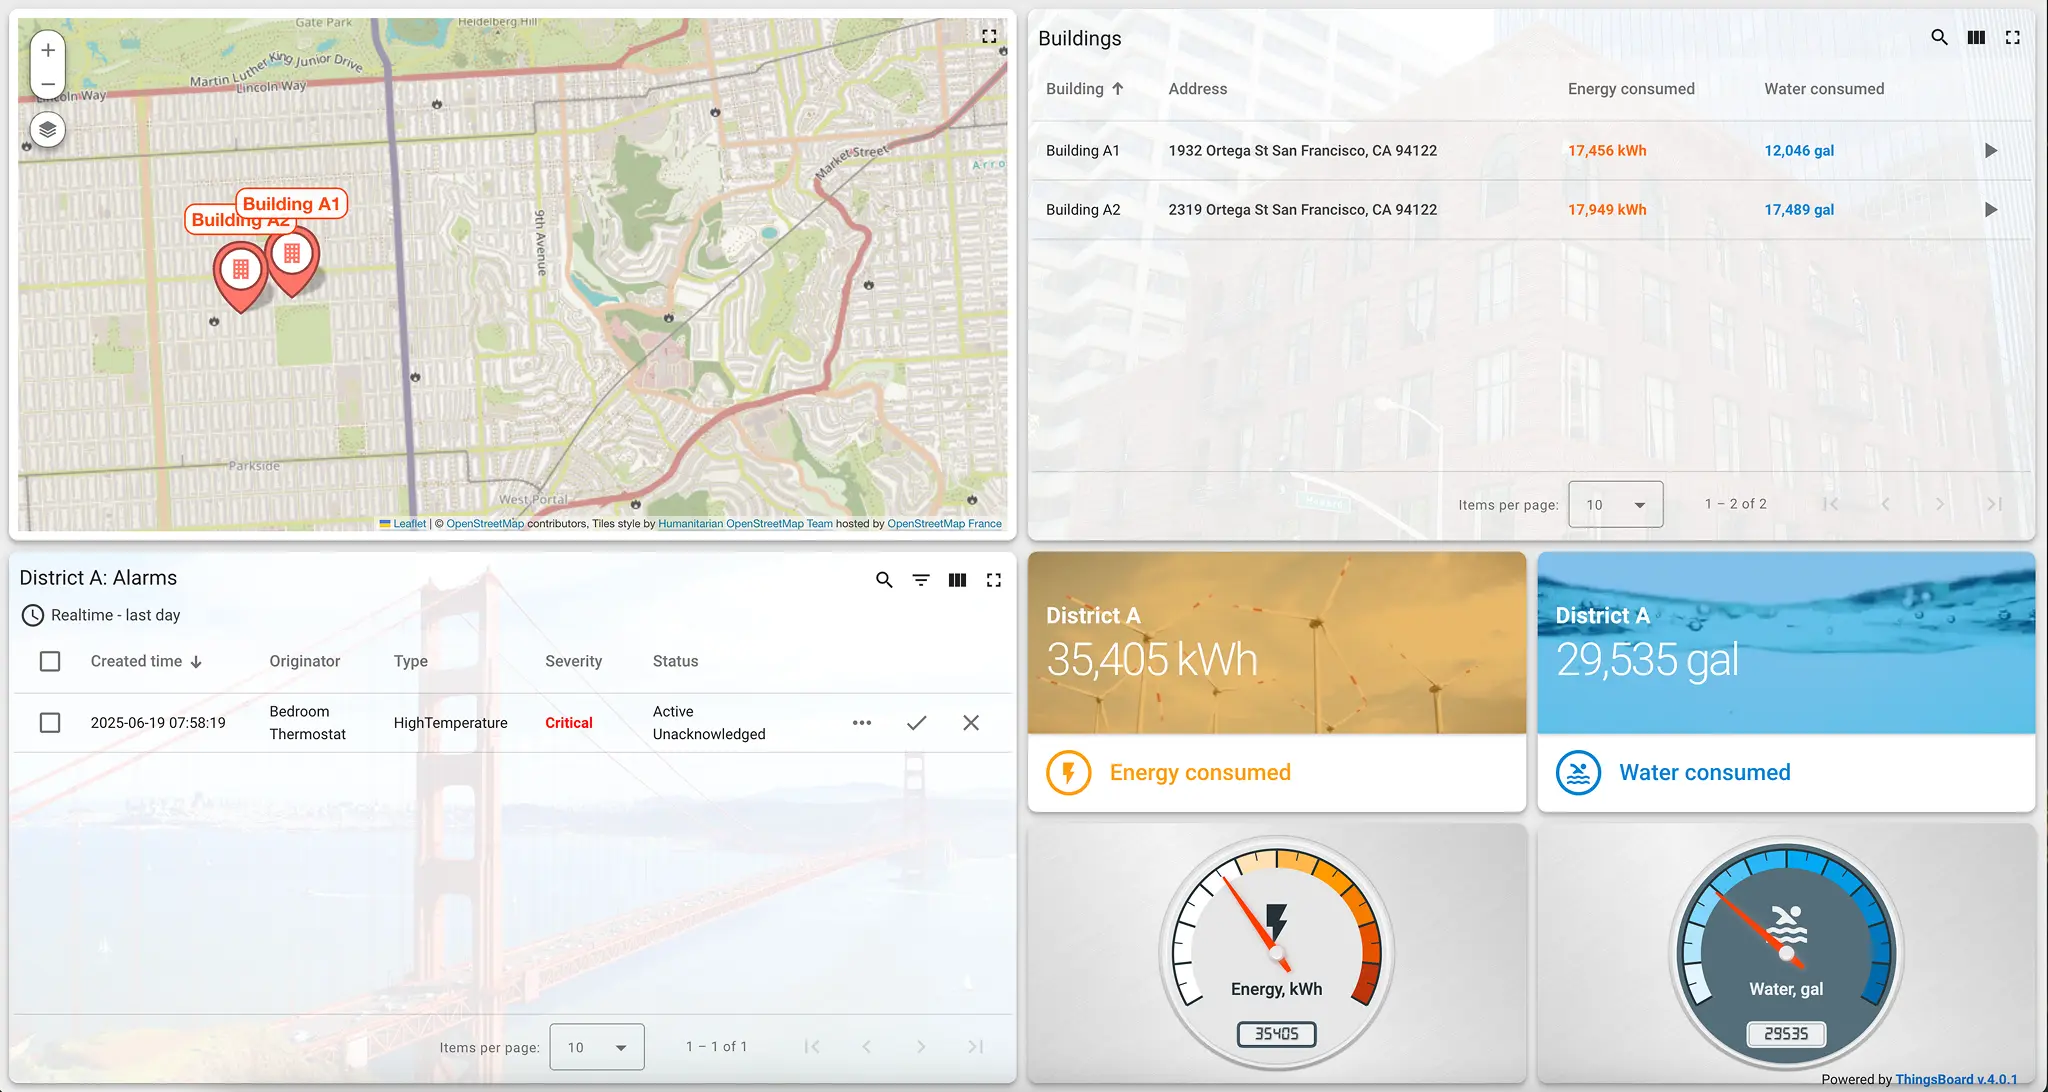 Gate Park
Heidelberg Hill
Martin Luther King Junior Drive
Lincoln Way
Lincoln Way
Market Street
Building A1
Building A2
9th Avenue
Parkside
West Portal
Leaflet | © OpenStreetMap contributors, Tiles style by Humanitarian OpenStreetMap Team hosted by OpenStreetMap France
Buildings
Building Address Energy consumed Water consumed
Building A1 1932 Ortega St San Francisco, CA 94122 17,456 kWh 12,046 gal
Building A2 2319 Ortega St San Francisco, CA 94122 17,949 kWh 17,489 gal
Items per page: 10 1 – 2 of 2
District A: Alarms
Realtime - last day
Created time Originator Type Severity Status
2025-06-19 07:58:19 Bedroom Thermostat HighTemperature Critical Active Unacknowledged
Items per page: 10 1 – 1 of 1
District A
35,405 kWh
Energy consumed
District A
29,535 gal
Water consumed
Energy, kWh
35405
Water, gal
29535
Powered by ThingsBoard v.4.0.1